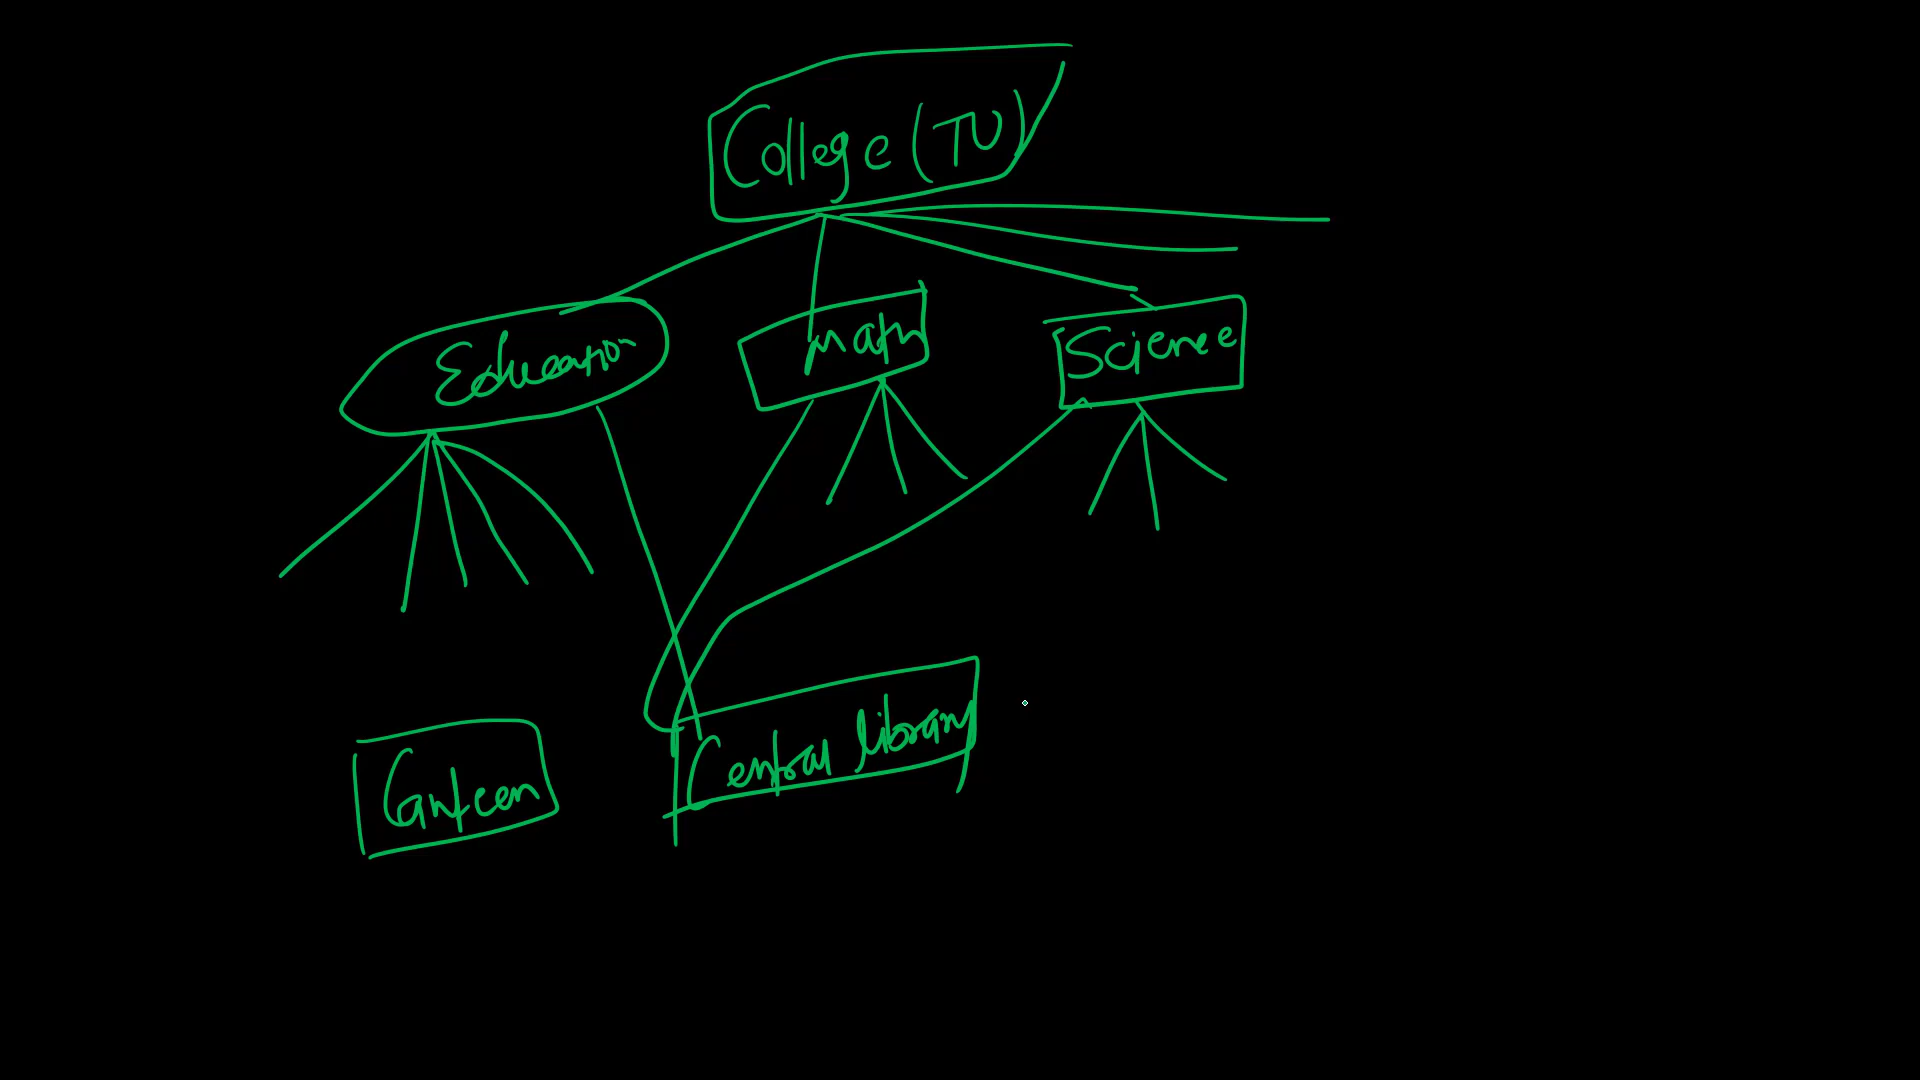 College (TU)
Education
math
Science
Canteen
Central library